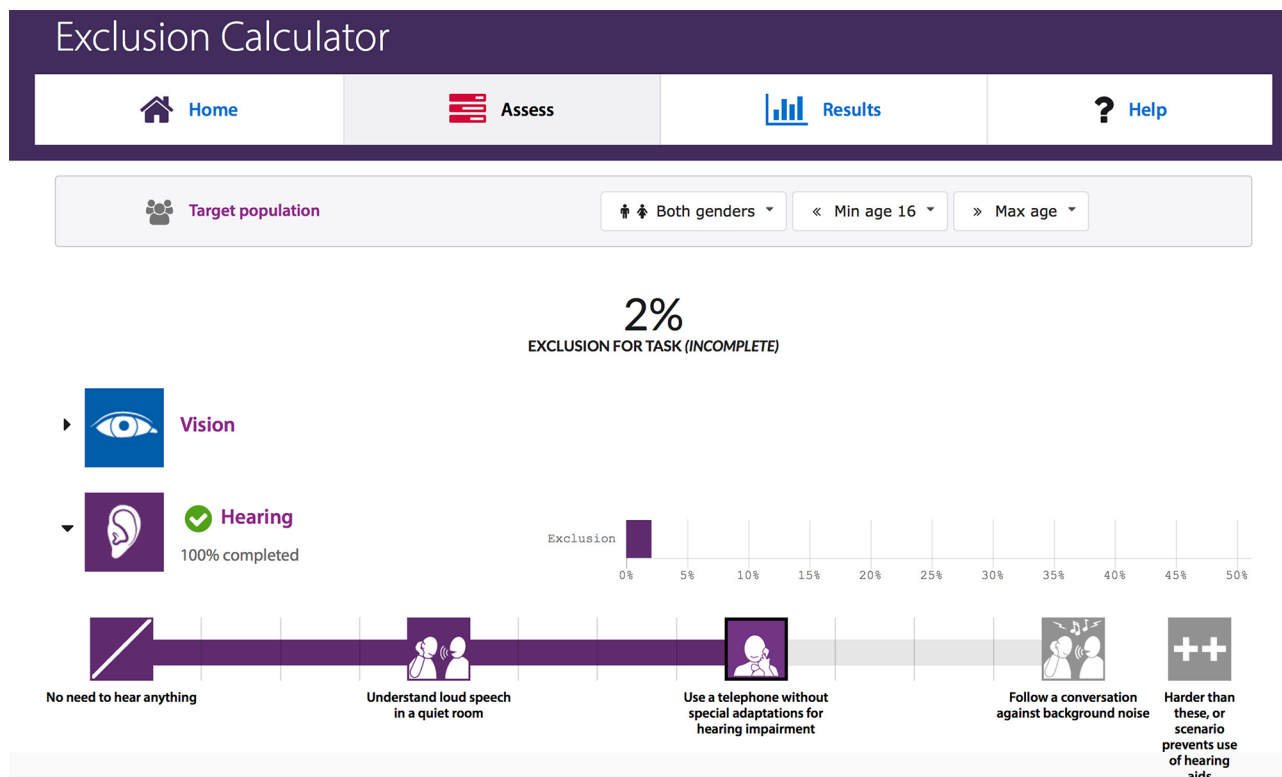 Exclusion Calculator
Home
Assess
Results
? Help
Target population
Both genders
« Min age 16
» Max age
2%
EXCLUSION FOR TASK (INCOMPLETE)
Vision
Hearing
100% completed
Exclusion
0% 5% 10% 15% 20% 25% 30% 35% 40% 45% 50%
++
No need to hear anything
Understand loud speech
in a quiet room
Use a telephone without
special adaptations for
hearing impairment
Follow a conversation
against background noise
Harder than
these, or
scenario
prevents use
of hearing
aids